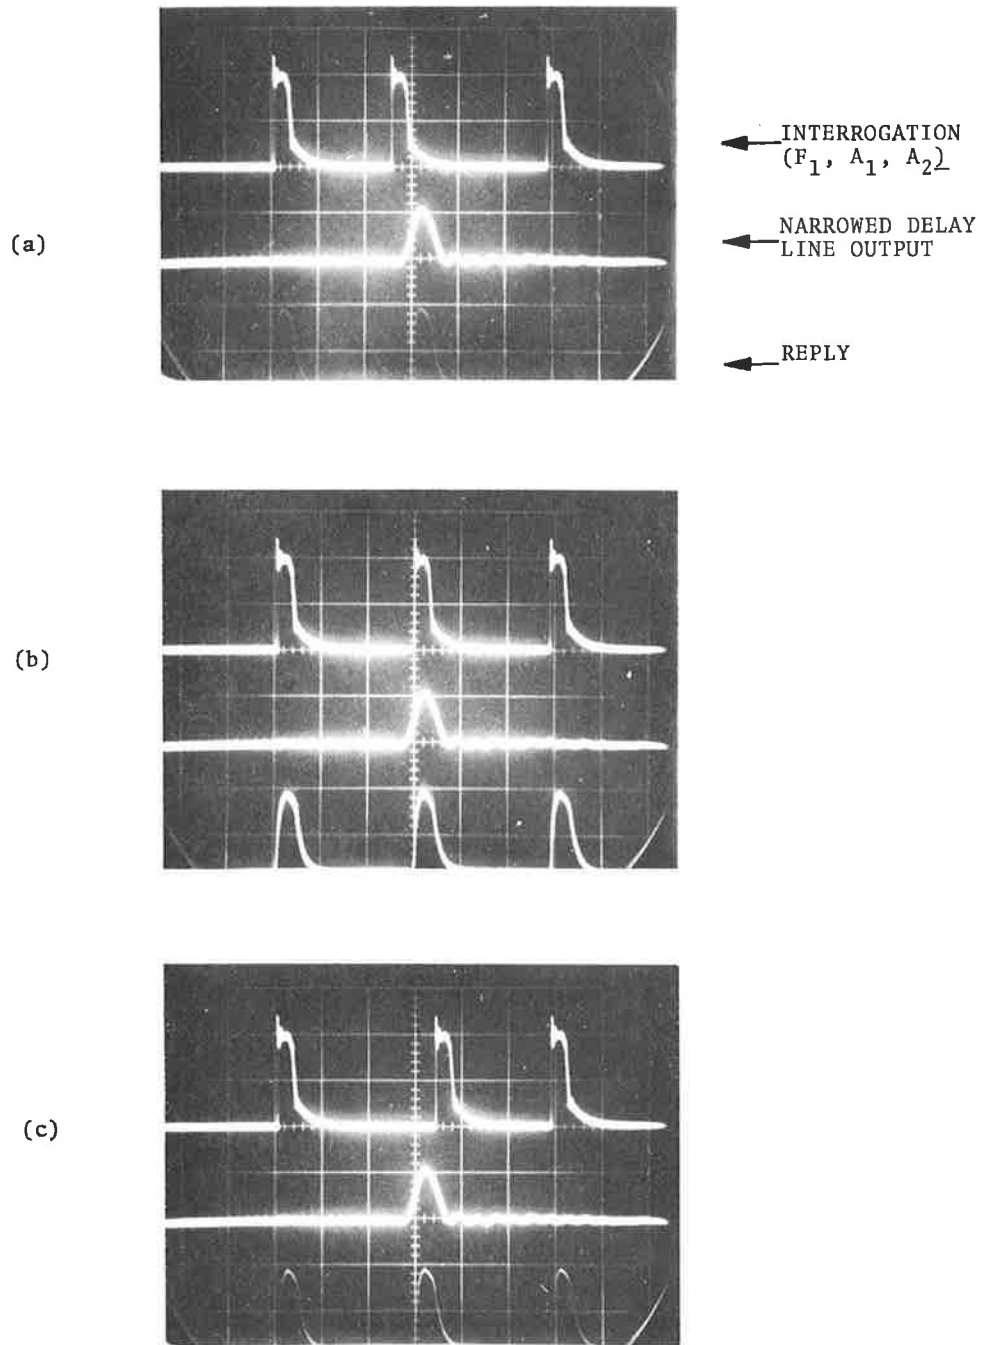 (a)
INTERROGATION
(F1, A1, A2)
NARROWED DELAY
LINE OUTPUT
REPLY
(b)
(c)